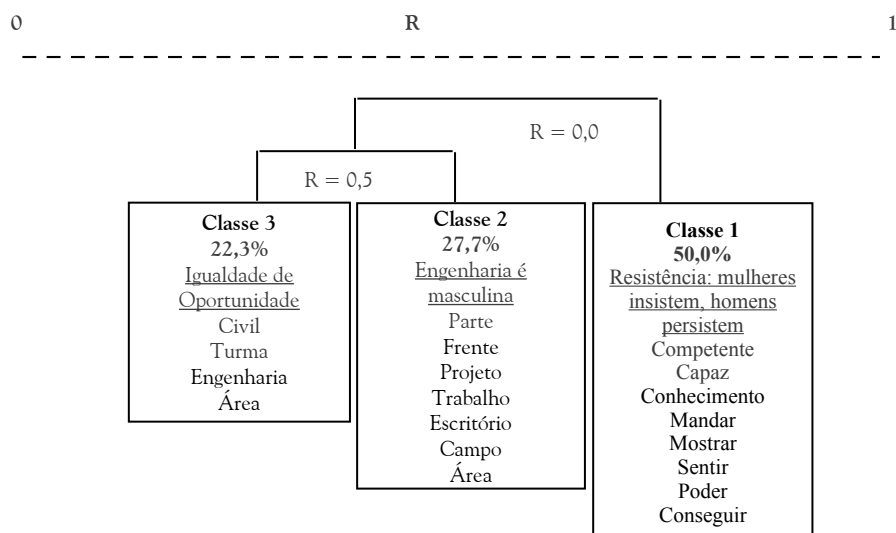 0 R 1
R = 0,0
R = 0,5
Classe 3
22,3%
Igualdade de
Oportunidade
Civil
Turma
Engenharia
Área
Classe 2
27,7%
Engenharia é
masculina
Parte
Frente
Projeto
Trabalho
Escritório
Campo
Área
Classe 1
50,0%
Resistência: mulheres
insistem, homens
persistem
Competente
Capaz
Conhecimento
Mandar
Mostrar
Sentir
Poder
Conseguir